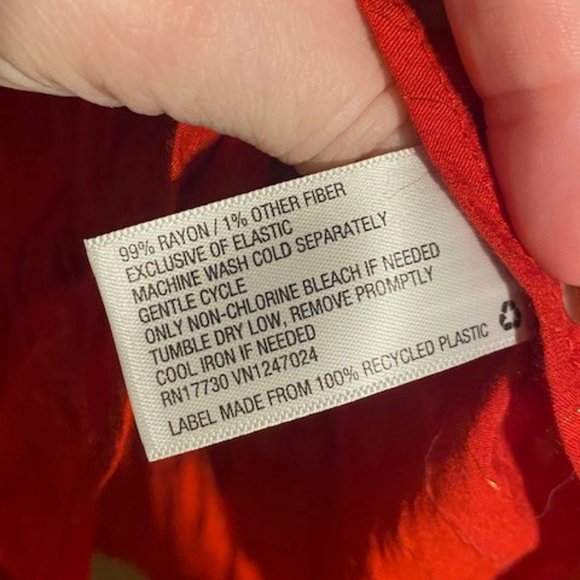 99% RAYON / 1% OTHER FIBER
EXCLUSIVE OF ELASTIC
MACHINE WASH COLD SEPARATELY
GENTLE CYCLE
ONLY NON-CHLORINE BLEACH IF NEEDED
TUMBLE DRY LOW, REMOVE PROMPTLY
COOL IRON IF NEEDED
RN17730 VN1247024
LABEL MADE FROM 100% RECYCLED PLASTIC